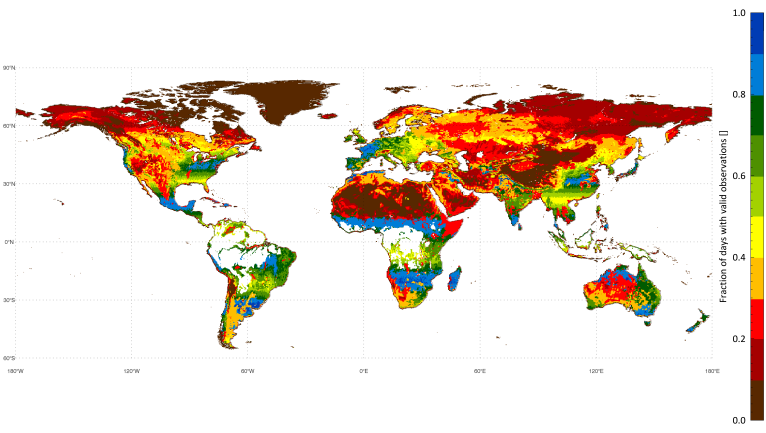 1.0
90°N
0.8
60°N
0.6
30°N
Fraction of days with valid observations []
0°N
0.4
30°S
0.2
60°S
180°W 120°W 60°W 0°E 60°E 120°E 180°E
0.0